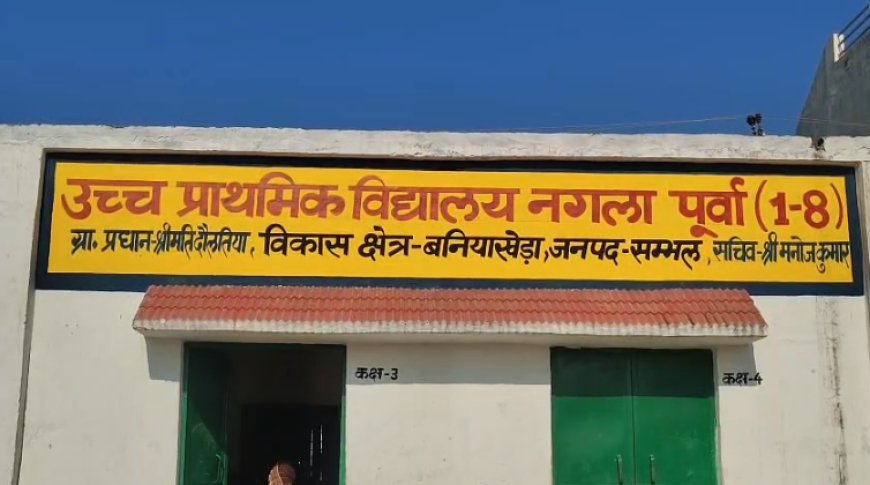 उच्च प्राथमिक विद्यालय नगला पूर्वा (1-8)
ग्रा. प्रधान-श्रीमति दौलतिया, विकास क्षेत्र-बनियाखेड़ा, जनपद-सम्भल, सचिव-श्री मनोज कुमार
कक्ष-3
कक्ष-4